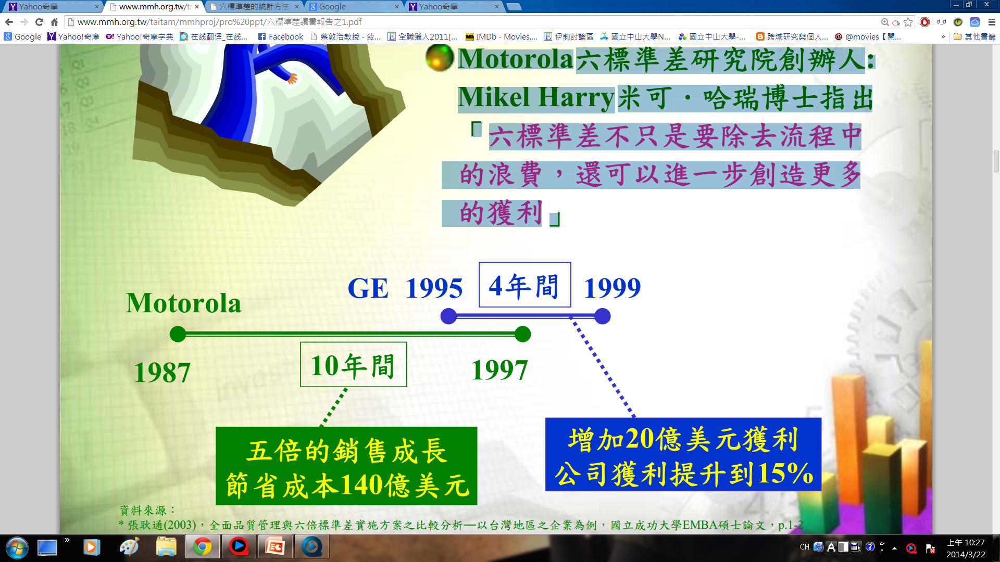 Yahoo奇摩
www.mmh.org.tw/t
六標準差的統計方法
Google
Yahoo奇摩
www.mmh.org.tw/taitam/mmhproj/pro%20ppt/六標準差讀書報告之1.pdf
Google Yahoo!奇摩 Yahoo!奇摩字典 在线翻译_在线... Facebook 蔡敦浩教授 - 敘... 全職獵人2011[... IMDb - Movies,... 伊莉討論區 國立中山大學N... 國立中山大學-... 跨域研究與個人... @movies【開... » 其他書籤
Motorola六標準差研究院創辦人:
Mikel Harry米可．哈瑞博士指出
「六標準差不只是要除去流程中
的浪費，還可以進一步創造更多
的獲利」
GE 1995 4年間 1999
Motorola
1987 10年間 1997
五倍的銷售成長
節省成本140億美元
增加20億美元獲利
公司獲利提升到15%
資料來源：
* 張耿通(2003)，全面品質管理與六倍標準差實施方案之比較分析—以台灣地區之企業為例，國立成功大學EMBA碩士論文，p.1-2
CH
上午 10:27
2014/3/22